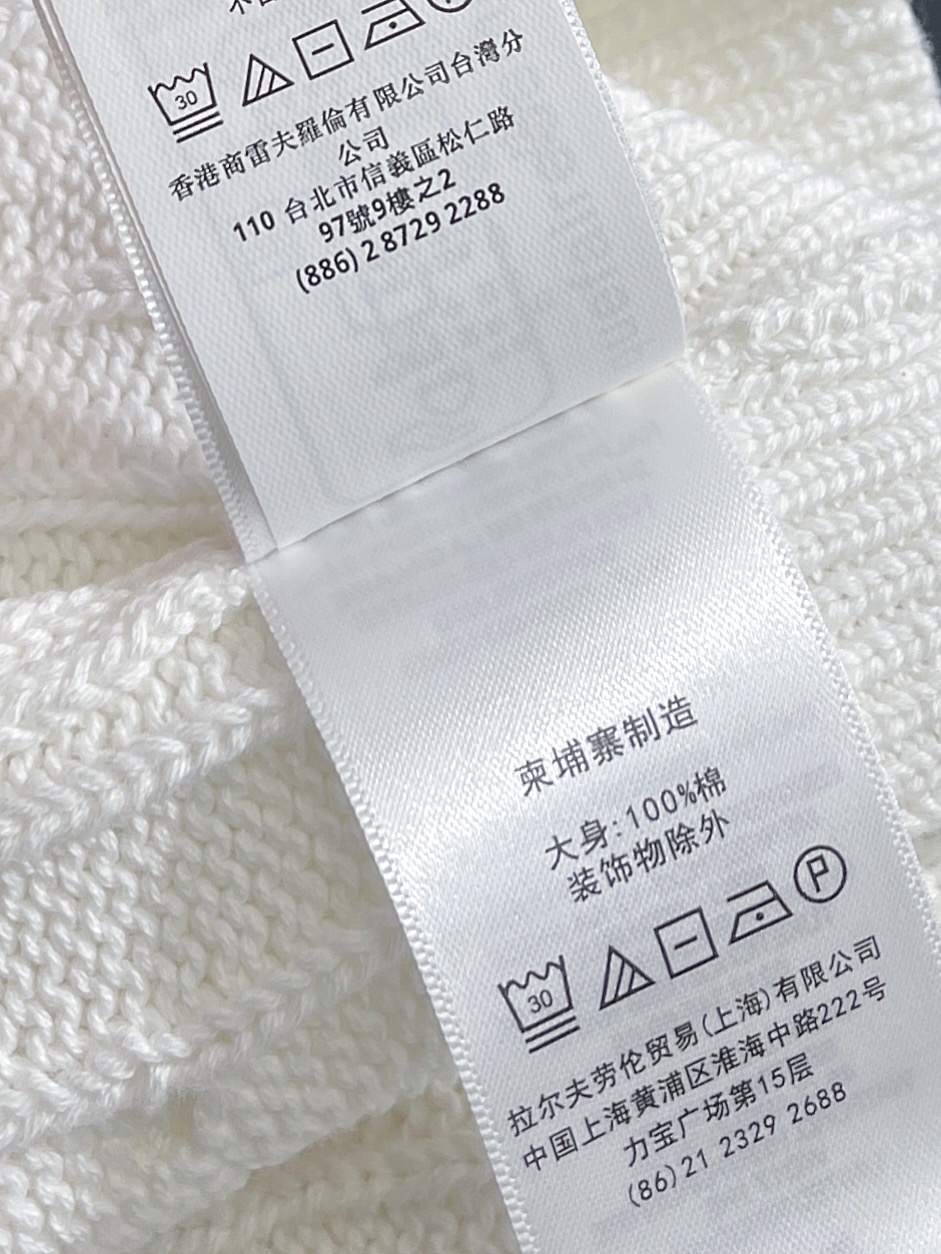 30
香港商雷夫羅倫有限公司台灣分
公司
110 台北市信義區松仁路
97號9樓之2
(886) 2 8729 2288
柬埔寨制造
大身:100%棉
装饰物除外
30
P
拉尔夫劳伦贸易(上海)有限公司
中国上海黄浦区淮海中路222号
力宝广场第15层
(86)21 2329 2688